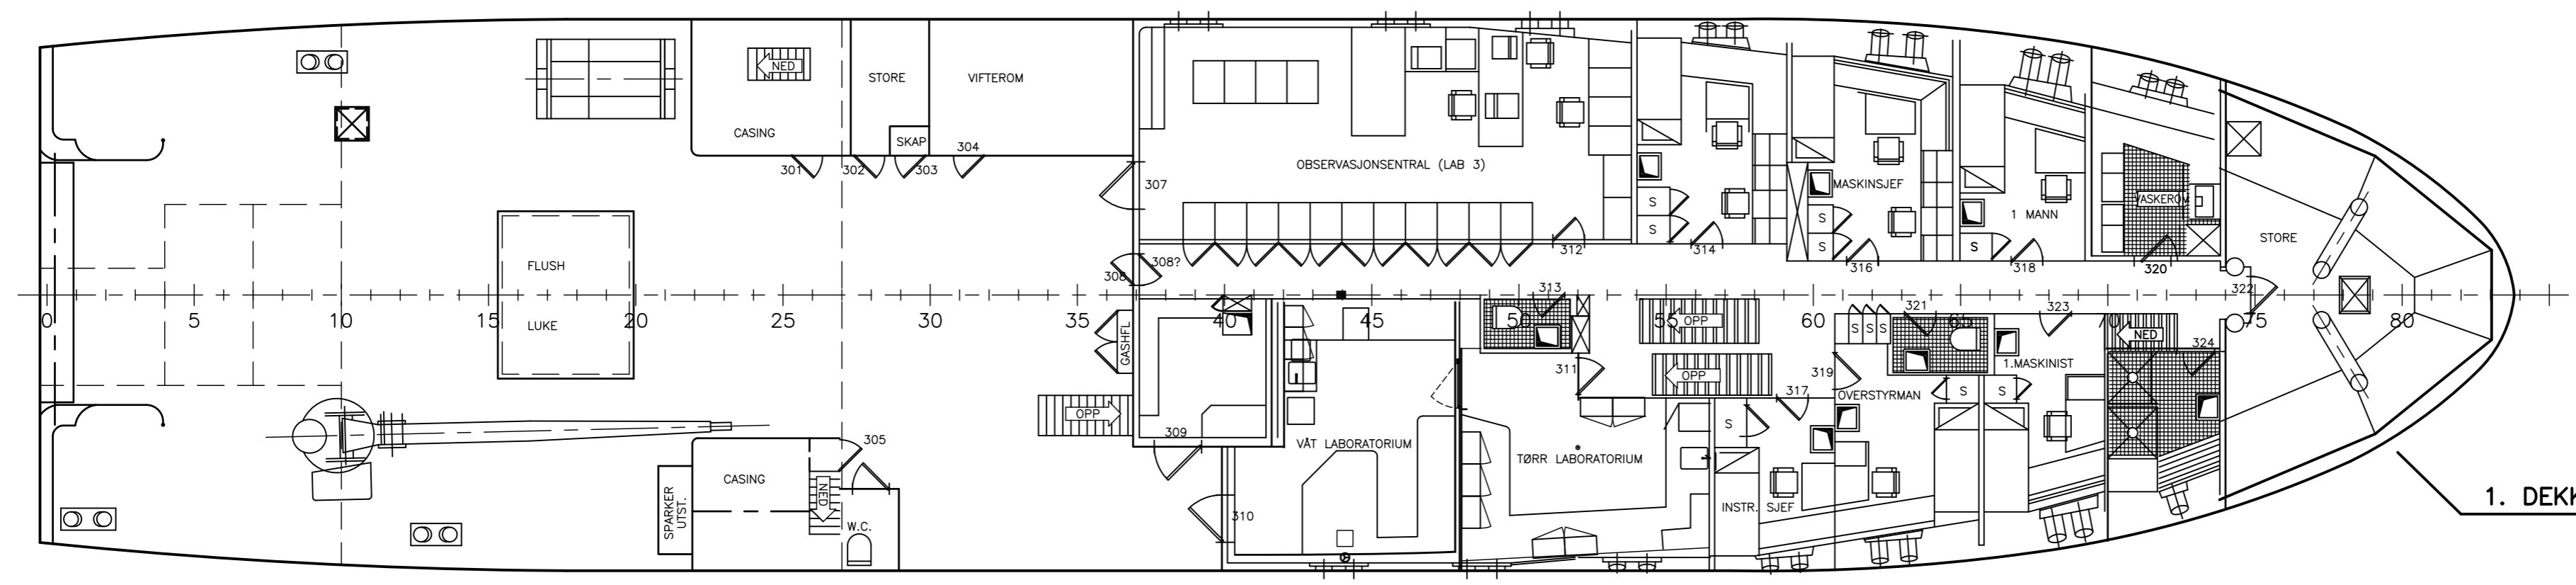 NED
STORE
VIFTEROM
CASING
SKAP
301
302
303
304
307
OBSERVASJONSENTRAL (LAB 3)
MASKINSJEF
1 MANN
VASKEROM
S
S
S
S
S
312
314
316
318
320
STORE
FLUSH
LUKE
308
308?
322
0
5
10
15
20
25
30
35
40
45
50
55
60
65
70
75
80
GASHFL
313
OPP
OPP
311
S S S
321
323
NED
324
1.MASKINIST
319
OVERSTYRMAN
S
S
317
OPP
309
305
S
VÅT LABORATORIUM
TØRR LABORATORIUM
CASING
NED
SPARKER
UTST.
W.C.
310
INSTR. SJEF
1. DEKK